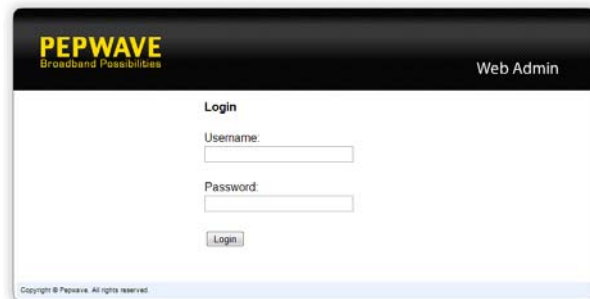 PEPWAVE
Broadband Possibilities
Web Admin
Login
Username:
Password:
Login
Copyright © Pepwave. All rights reserved.